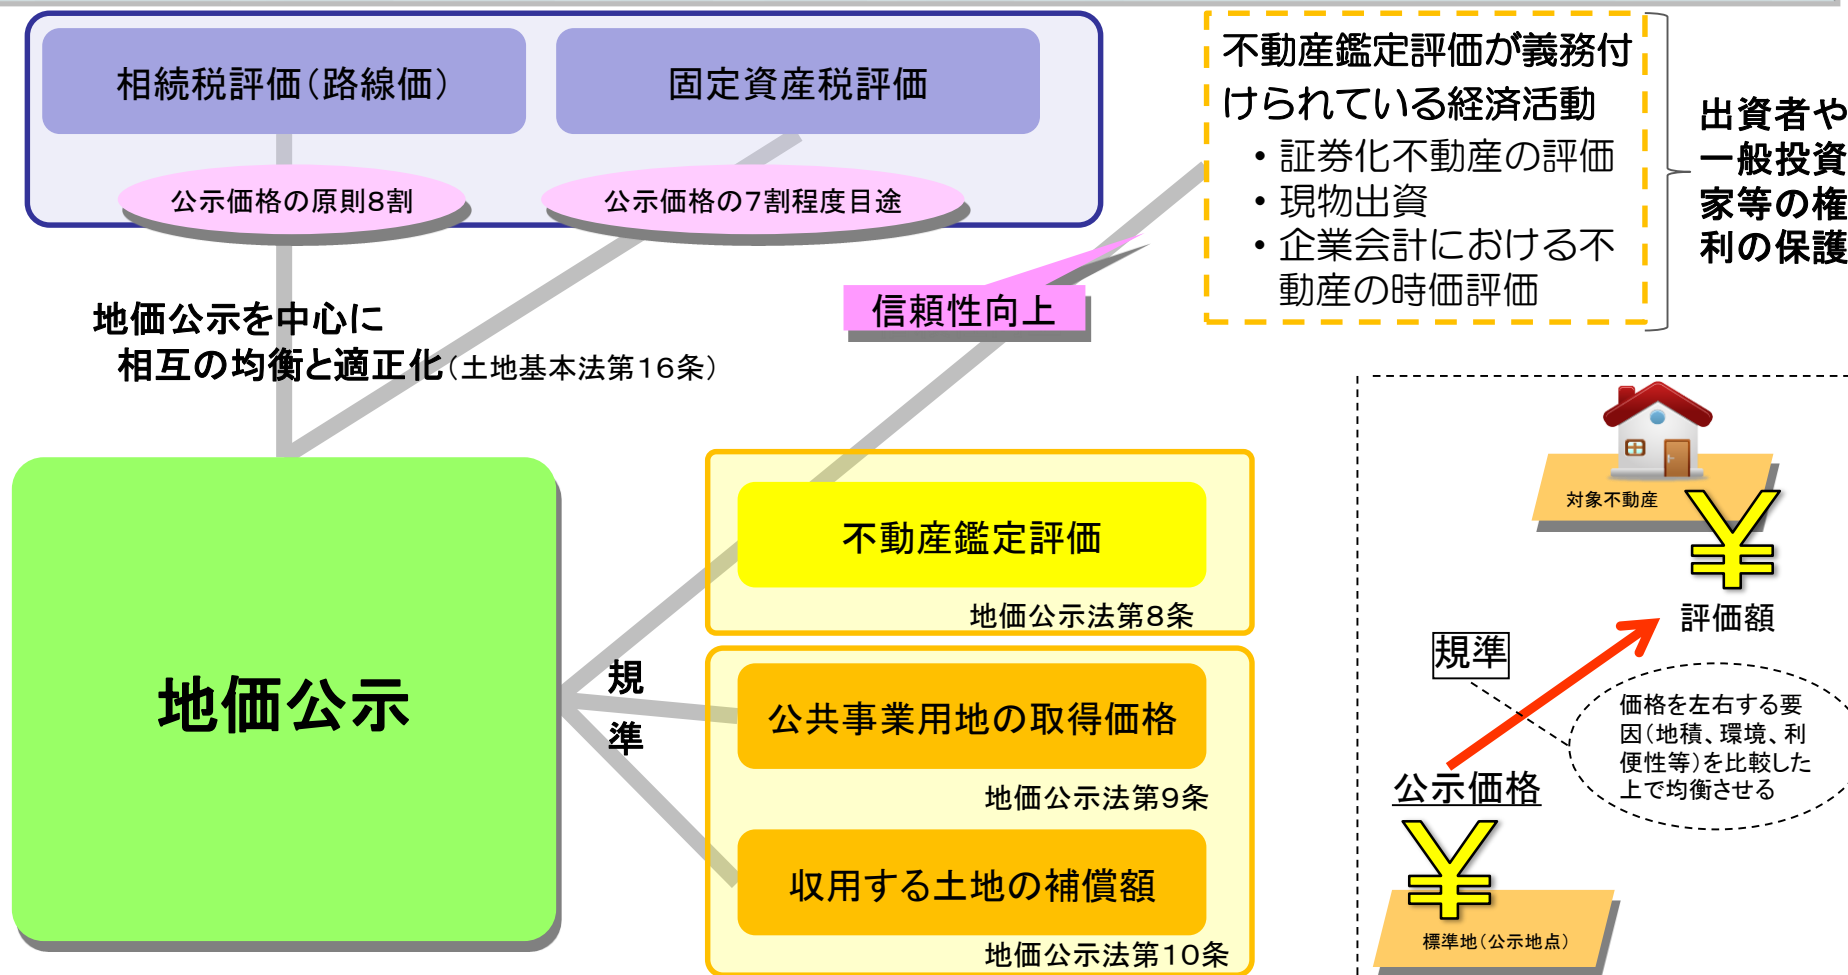 相続税評価(路線価)
固定資産税評価
公示価格の原則8割
公示価格の7割程度目途
地価公示を中心に
相互の均衡と適正化(土地基本法第16条)
不動産鑑定評価が義務付
けられている経済活動
・証券化不動産の評価
・現物出資
・企業会計における不
動産の時価評価
出資者や
一般投資
家等の権
利の保護
信頼性向上
地価公示
規
準
不動産鑑定評価
地価公示法第8条
公共事業用地の取得価格
地価公示法第9条
収用する土地の補償額
地価公示法第10条
対象不動産
¥
評価額
規準
価格を左右する要
因(地積、環境、利
便性等)を比較した
上で均衡させる
公示価格
¥
標準地(公示地点)